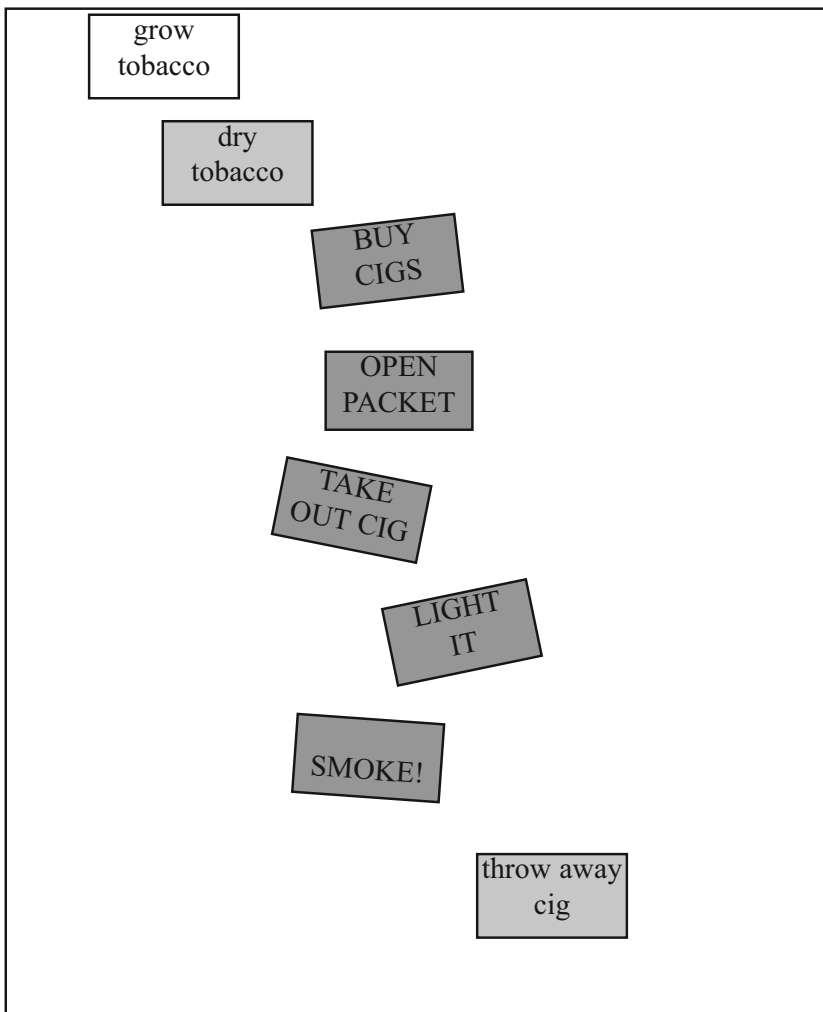 grow
tobacco
dry
tobacco
BUY
CIGS
OPEN
PACKET
TAKE
OUT CIG
LIGHT
IT
SMOKE!
throw away
cig